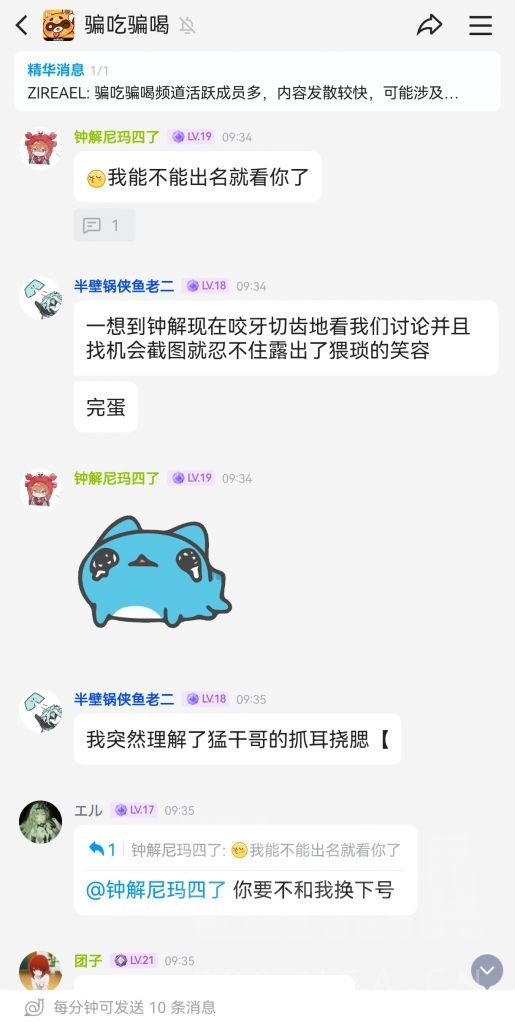 骗吃骗喝
精华消息 1/1
ZIREAEL: 骗吃骗喝频道活跃成员多，内容发散较快，可能涉及…
钟解尼玛四了 LV.19 09:34
我能不能出名就看你了
1
半壁锅侠鱼老二 LV.18 09:34
一想到钟解现在咬牙切齿地看我们讨论并且
找机会截图就忍不住露出了猥琐的笑容
完蛋
钟解尼玛四了 LV.19 09:34
半壁锅侠鱼老二 LV.18 09:35
我突然理解了猛干哥的抓耳挠腮【
エル LV.17 09:35
1 钟解尼玛四了: 我能不能出名就看你了
@钟解尼玛四了 你要不和我换下号
团子 LV.21 09:35
每分钟可发送 10 条消息